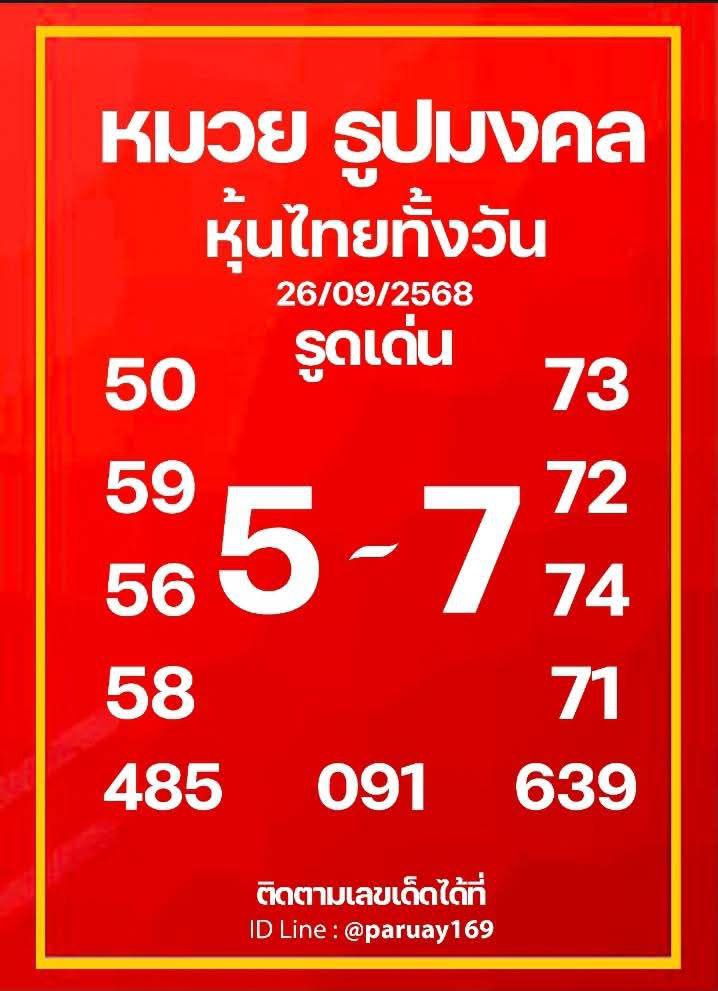 หมวย ธูปมงคล
หุ้นไทยทั้งวัน
26/09/2568
รูดเด่น
50 73
59 72
5 - 7
56 74
58 71
485 091 639
ติดตามเลขเด็ดได้ที่
ID Line : @paruay169